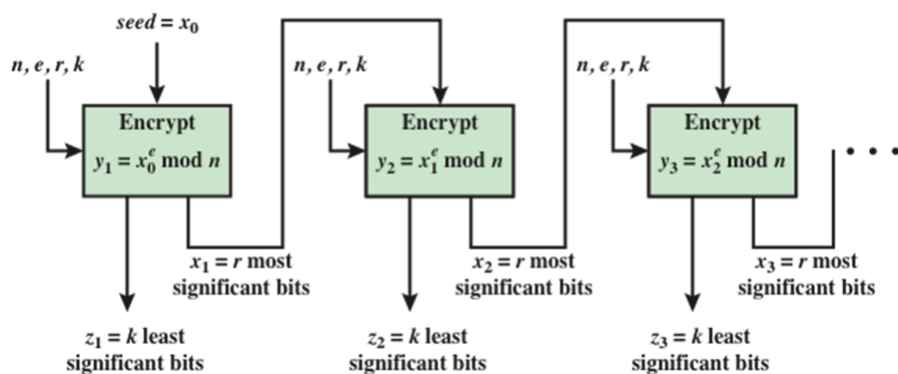 seed = x₀
n, e, r, k
Encrypt
y₁ = x₀ᵉ mod n
x₁ = r most
significant bits
z₁ = k least
significant bits
n, e, r, k
Encrypt
y₂ = x₁ᵉ mod n
x₂ = r most
significant bits
z₂ = k least
significant bits
n, e, r, k
Encrypt
y₃ = x₂ᵉ mod n
• • •
x₃ = r most
significant bits
z₃ = k least
significant bits